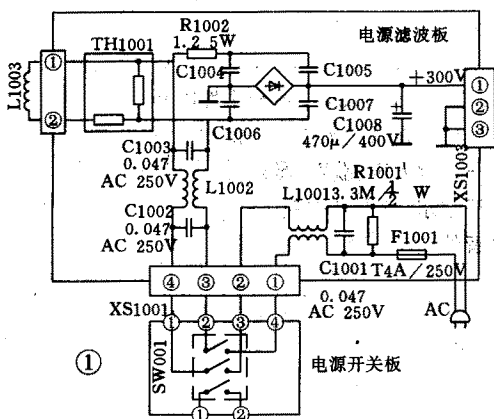 R1002
1.2 5W
电源滤波板
TH1001
C1004
C1005
+300V
L1003
①
②
C1006
C1007
C1008
470μ/400V
①
②
③
XS1003
C1003
0.047
AC 250V
L1002
R1001
L1001 3.3M/½ W
C1002
0.047
AC 250V
F1001
C1001
T4A/250V
④ ③ ② ①
0.047
AC 250V
XS1001
AC
① ② ③ ④
SW001
①
电源开关板
① ②